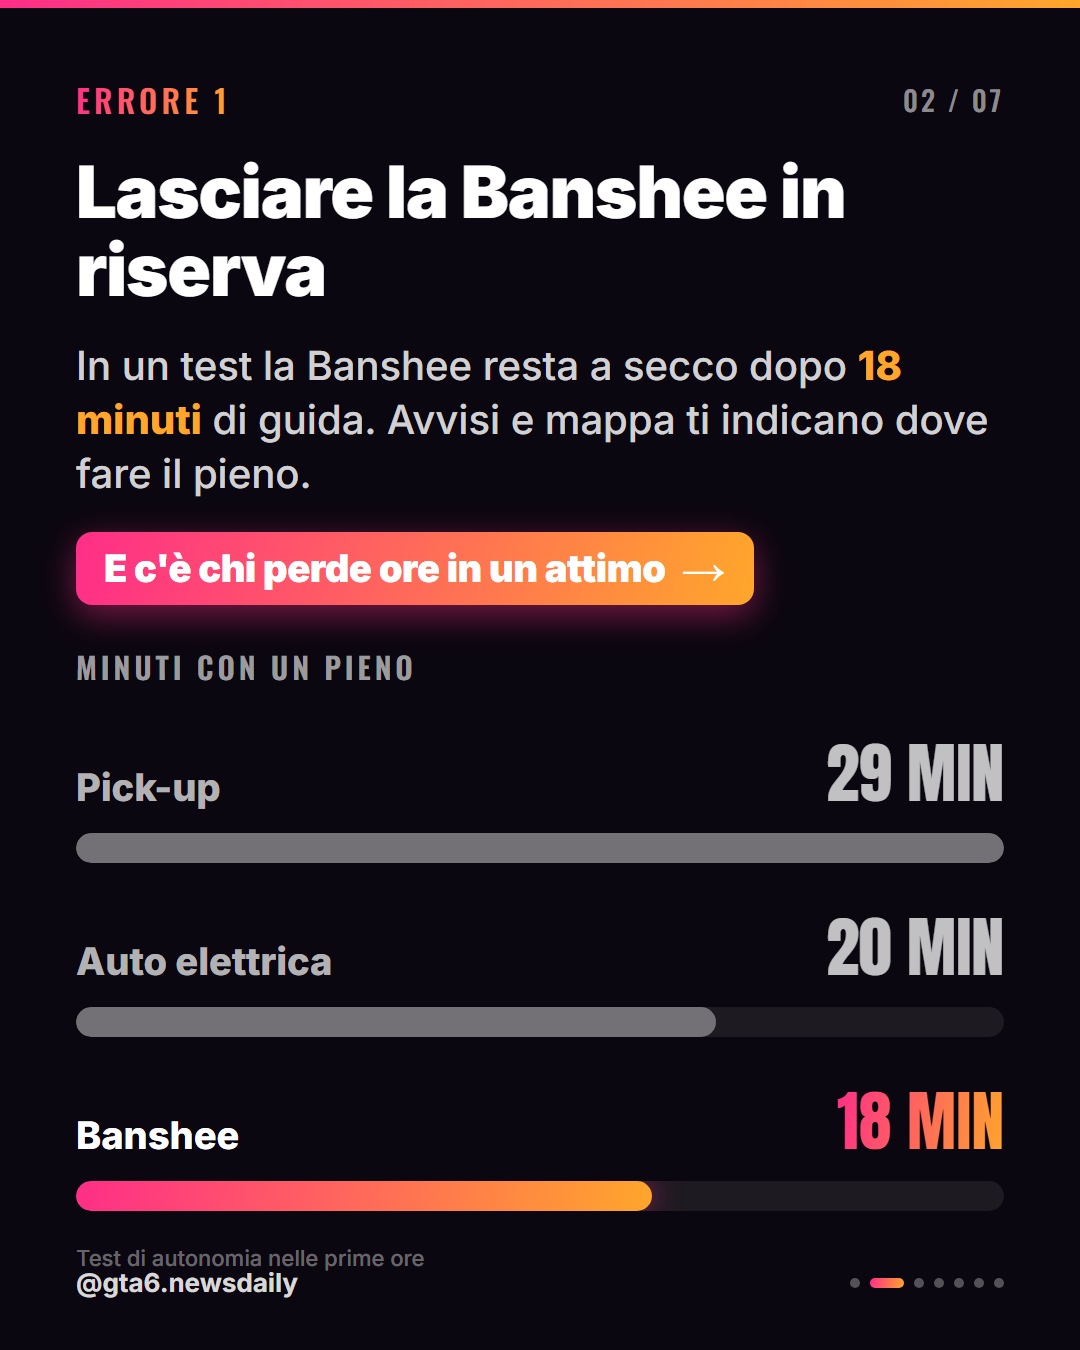 ERRORE 1
02 / 07
Lasciare la Banshee in
riserva
In un test la Banshee resta a secco dopo 18
minuti di guida. Avvisi e mappa ti indicano dove
fare il pieno.
E c'è chi perde ore in un attimo →
MINUTI CON UN PIENO
Pick-up
29 MIN
Auto elettrica
20 MIN
Banshee
18 MIN
Test di autonomia nelle prime ore
@gta6.newsdaily